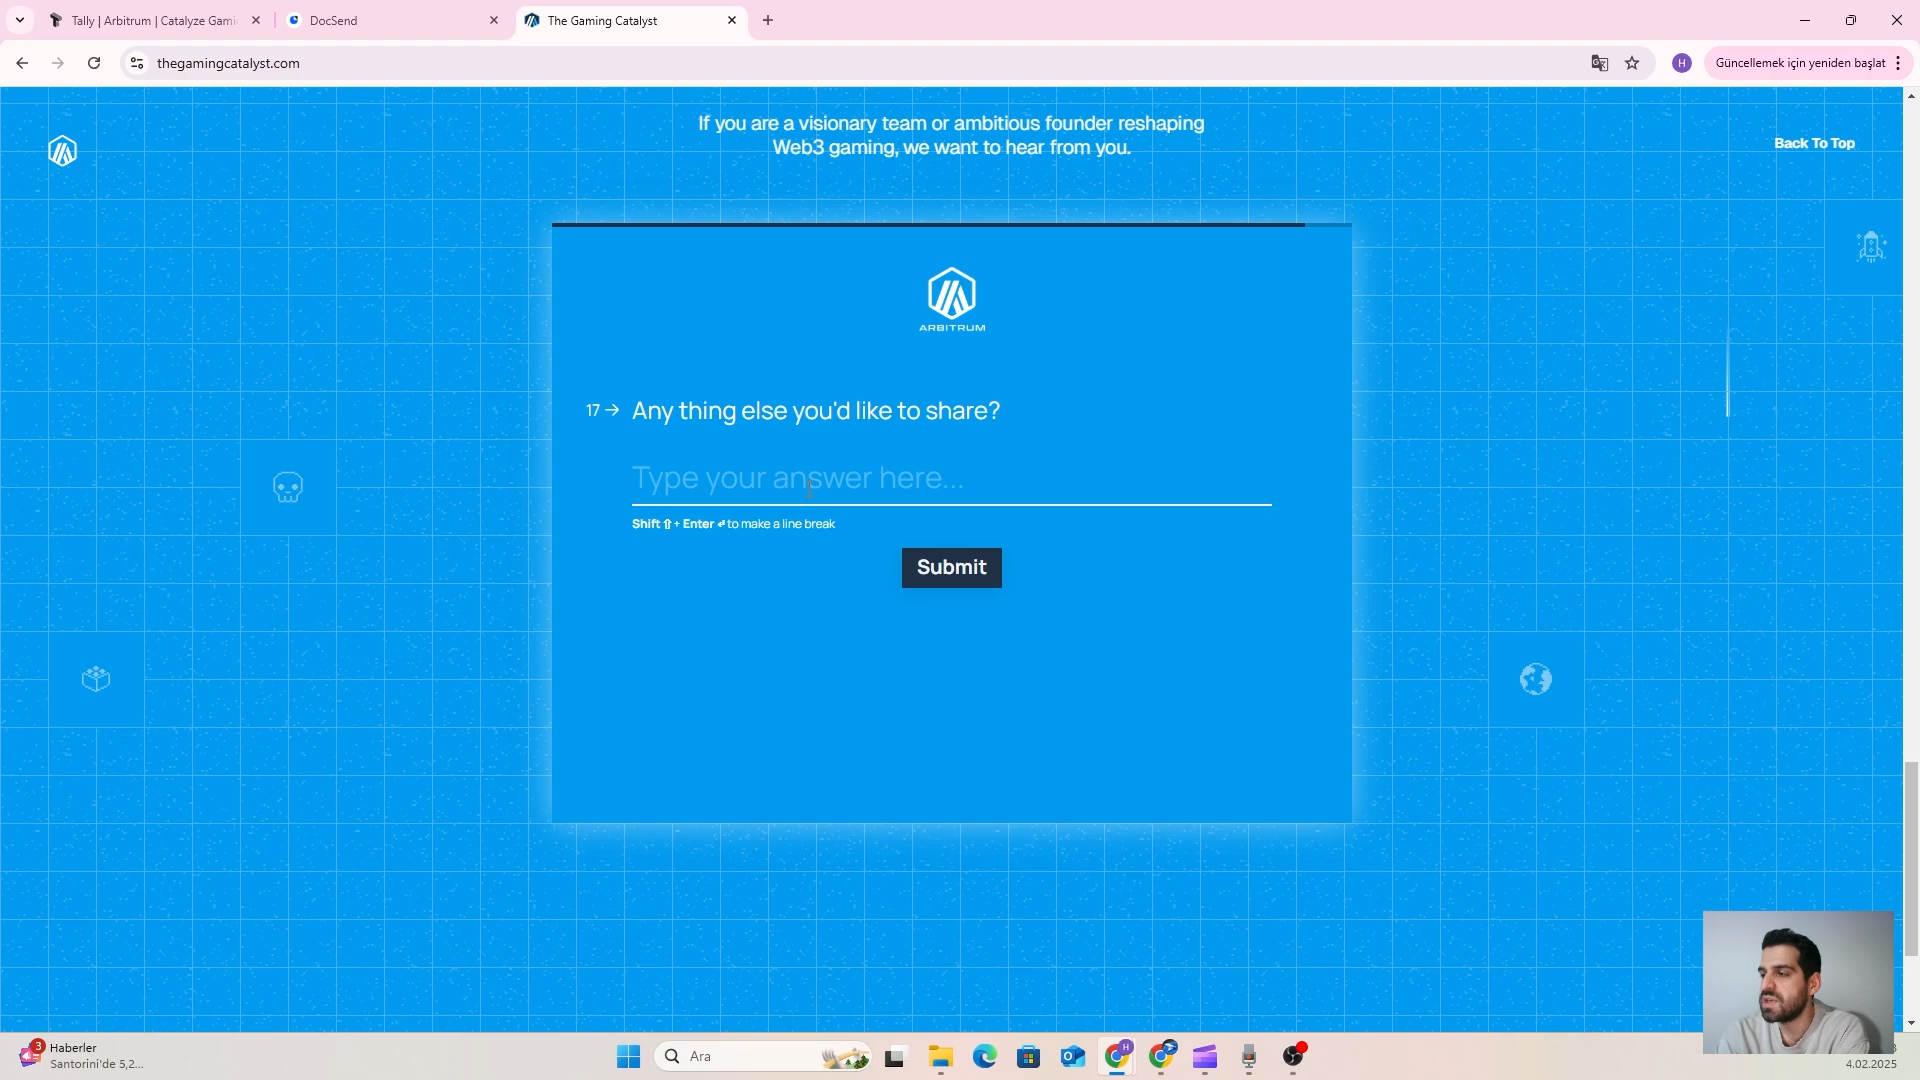 Tally | Arbitrum | Catalyze Gami
DocSend
The Gaming Catalyst
thegamingcatalyst.com
H
Güncellemek için yeniden başlat
If you are a visionary team or ambitious founder reshaping
Web3 gaming, we want to hear from you.
Back To Top
ARBITRUM
17 → Any thing else you'd like to share?
Type your answer here...
Shift ⇧ + Enter ↵ to make a line break
Submit
3
Haberler
Santorini'de 5,2...
Ara
H
4.02.2025